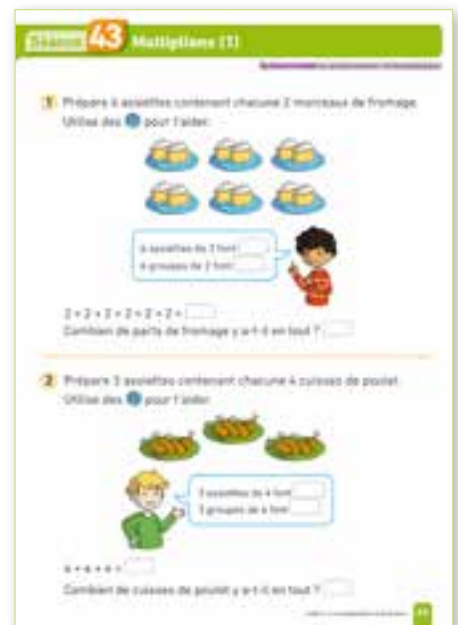 Séance 43 Multiplions (1)
1 Prépare 6 assiettes contenant chacune 2 morceaux de fromage.
Utilise des pour t'aider.
6 assiettes de 2 font
6 groupes de 2 font
2 + 2 + 2 + 2 + 2 + 2 =
Combien de parts de fromage y a-t-il en tout ?
2 Prépare 3 assiettes contenant chacune 4 cuisses de poulet.
Utilise des pour t'aider.
3 assiettes de 4 font
3 groupes de 4 font
4 + 4 + 4 =
Combien de cuisses de poulet y a-t-il en tout ?